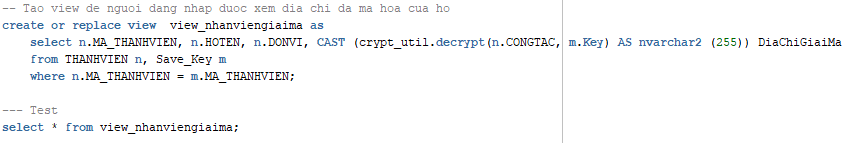 -- Tao view de nguoi dang nhap duoc xem dia chi da ma hoa cua ho
create or replace view  view_nhanviengiaima as
select n.MA_THANHVIEN, n.HOTEN, n.DONVI, CAST (crypt_util.decrypt(n.CONGTAC, m.Key) AS nvarchar2 (255)) DiaChiGiaiMa
from THANHVIEN n, Save_Key m
where n.MA_THANHVIEN = m.MA_THANHVIEN;
--- Test
select * from view_nhanviengiaima;